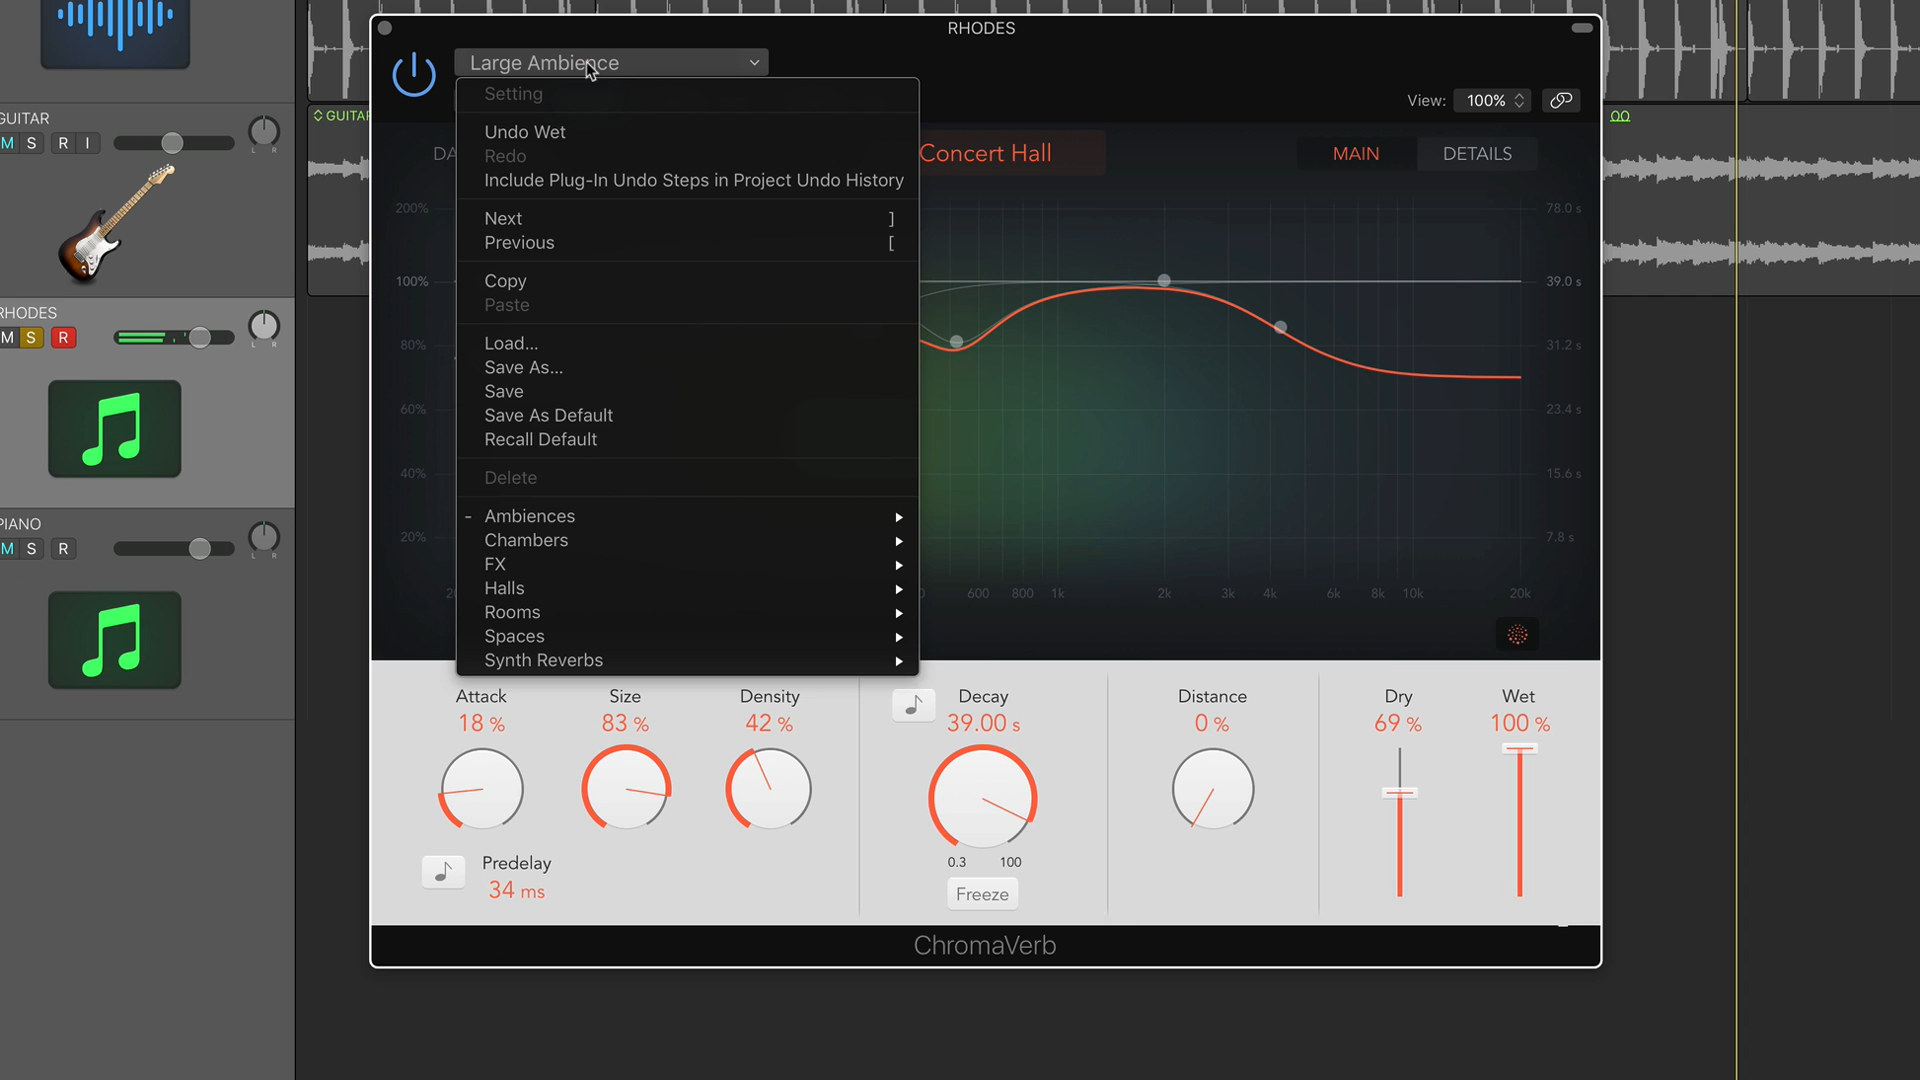 RHODES
Large Ambience
View: 100%
Setting
Undo Wet
Redo
Include Plug-In Undo Steps in Project Undo History
Next ]
Previous [
Copy
Paste
Load...
Save As...
Save
Save As Default
Recall Default
Delete
- Ambiences
Chambers
FX
Halls
Rooms
Spaces
Synth Reverbs
DA
Concert Hall
MAIN
DETAILS
200%
100%
80%
60%
40%
20%
78.0 s
39.0 s
31.2 s
23.4 s
15.6 s
7.8 s
20
0 600 800 1k 2k 3k 4k 6k 8k 10k 20k
Attack
18 %
Size
83 %
Density
42 %
Decay
39.00 s
Distance
0 %
Dry
69 %
Wet
100 %
0.3 100
Predelay
34 ms
Freeze
ChromaVerb
GUITAR
M S R I
L R
GUITAR
RHODES
M S R
L R
PIANO
M S R
L R